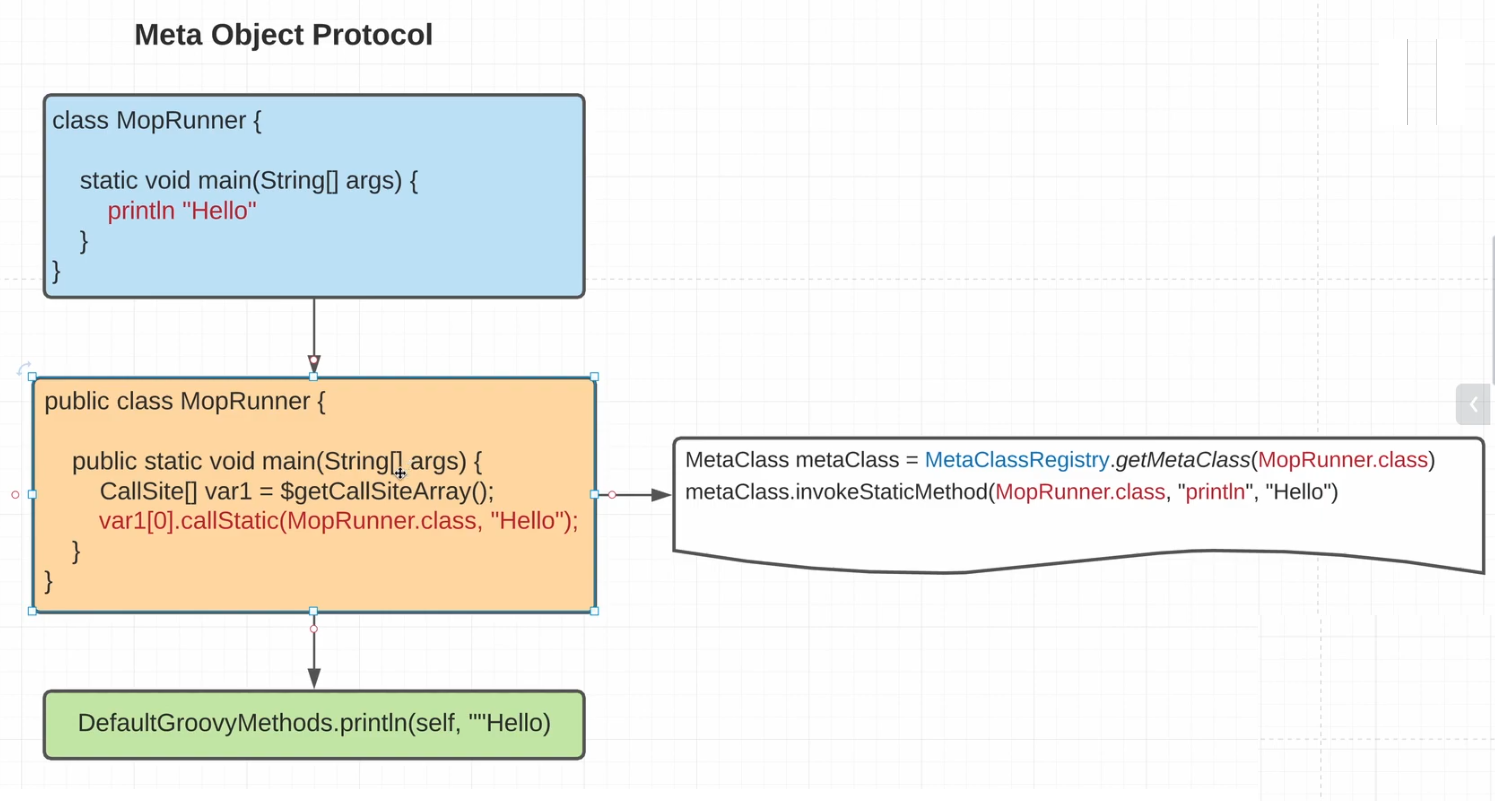 Meta Object Protocol
class MopRunner {
static void main(String[] args) {
println "Hello"
}
}
public class MopRunner {
public static void main(String[] args) {
CallSite[] var1 = $getCallSiteArray();
var1[0].callStatic(MopRunner.class, "Hello");
}
}
MetaClass metaClass = MetaClassRegistry.getMetaClass(MopRunner.class)
metaClass.invokeStaticMethod(MopRunner.class, "println", "Hello")
DefaultGroovyMethods.println(self, ""Hello)